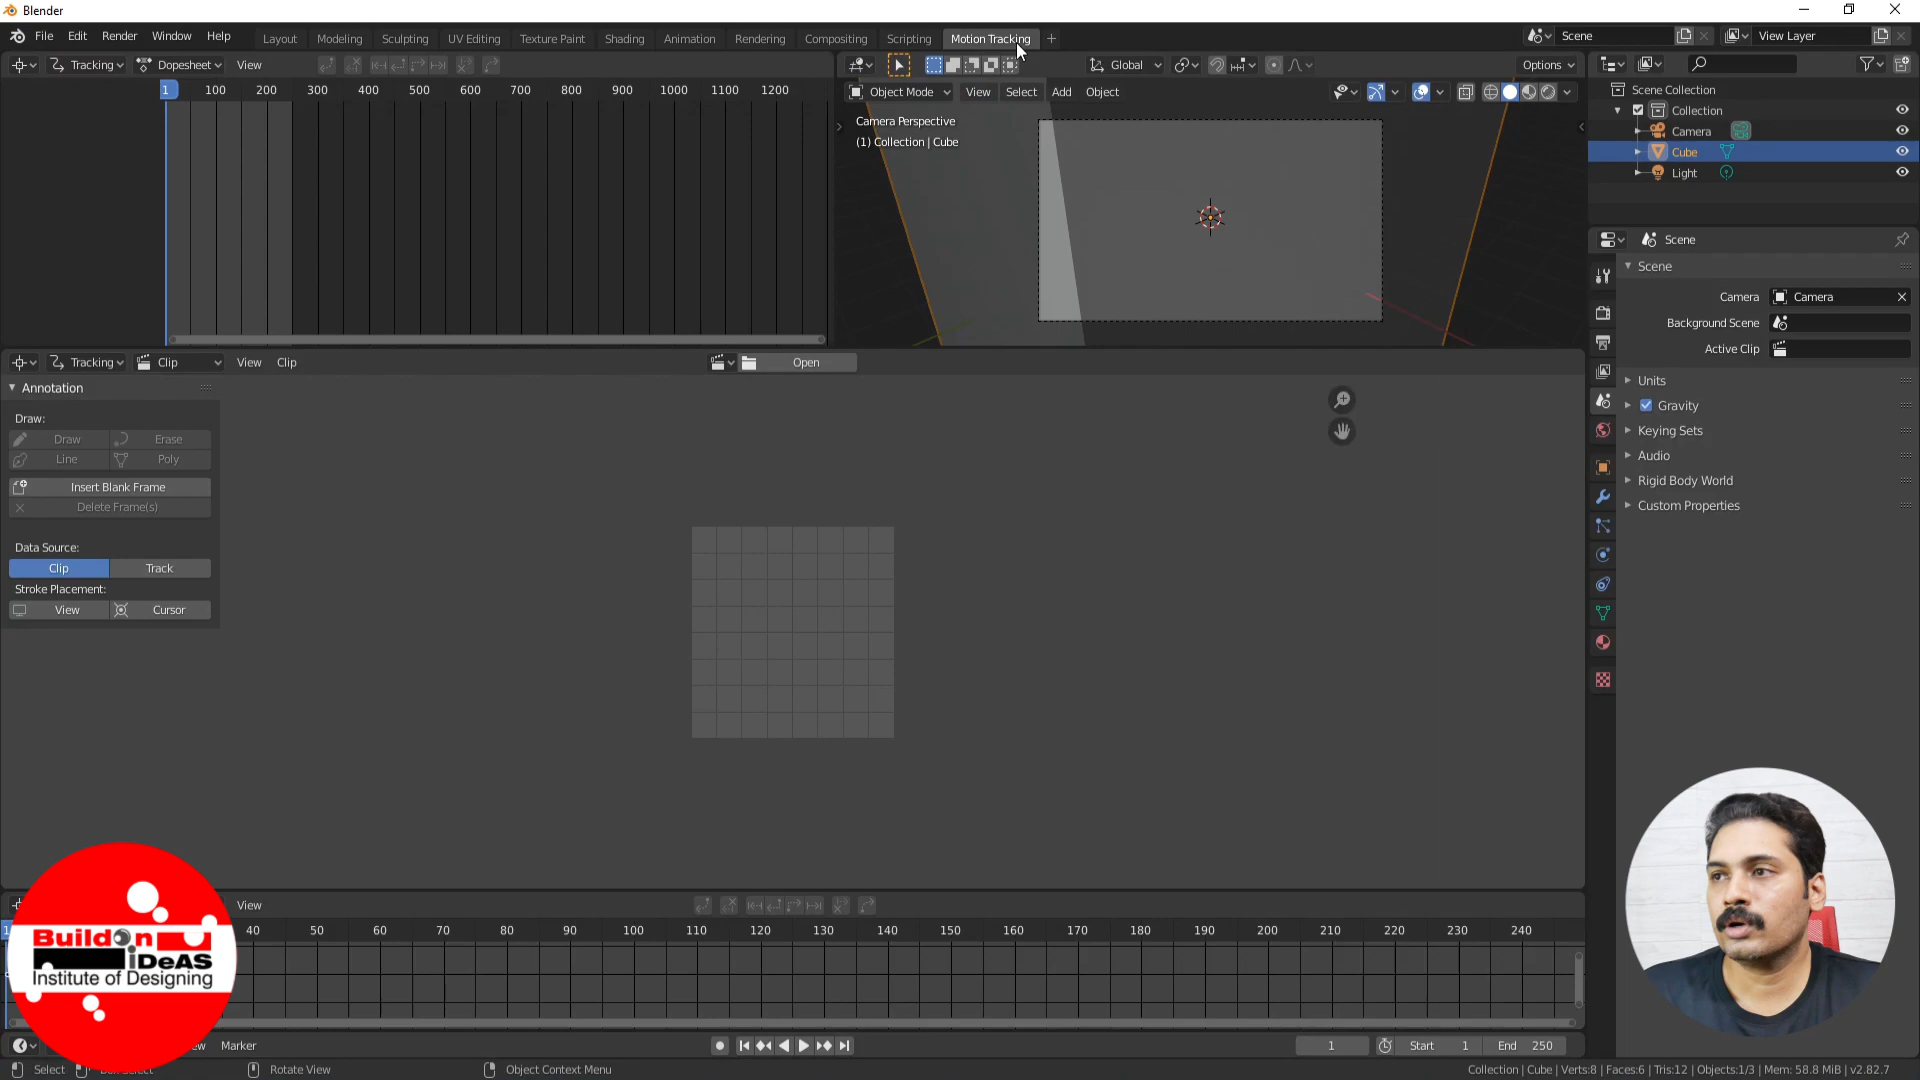 Blender
File Edit Render Window Help Layout Modeling Sculpting UV Editing Texture Paint Shading Animation Rendering Compositing Scripting Motion Tracking + Scene View Layer
Tracking Dopesheet View Global Options
1 100 200 300 400 500 600 700 800 900 1000 1100 1200
Object Mode View Select Add Object
Camera Perspective
(1) Collection | Cube
Scene Collection
Collection
Camera
Cube
Light
Scene
Scene
Camera Camera
Background Scene
Active Clip
Units
Gravity
Keying Sets
Audio
Rigid Body World
Custom Properties
Tracking Clip View Clip Open
Annotation
Draw:
Draw Erase
Line Poly
Insert Blank Frame
Delete Frame(s)
Data Source:
Clip Track
Stroke Placement:
View Cursor
View
40 50 60 70 80 90 100 110 120 130 140 150 160 170 180 190 200 210 220 230 240
Build on
iDeAS
Institute of Designing
Marker 1 Start 1 End 250
Select Rotate View Object Context Menu Collection | Cube | Verts:8 | Faces:6 | Tris:12 | Objects:1/3 | Mem: 58.8 MiB | v2.82.7